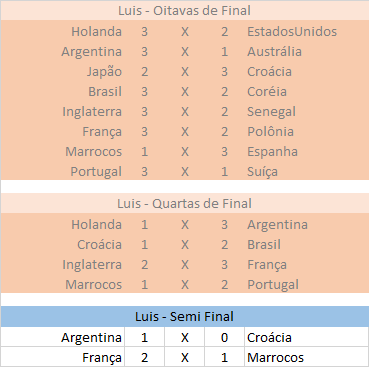 Luis - Oitavas de Final
Holanda 3 X 2 EstadosUnidos
Argentina 3 X 1 Austrália
Japão 2 X 3 Croácia
Brasil 3 X 2 Coréia
Inglaterra 3 X 2 Senegal
França 3 X 2 Polônia
Marrocos 1 X 3 Espanha
Portugal 3 X 1 Suíça
Luis - Quartas de Final
Holanda 1 X 3 Argentina
Croácia 1 X 2 Brasil
Inglaterra 2 X 3 França
Marrocos 1 X 2 Portugal
Luis - Semi Final
Argentina 1 X 0 Croácia
França 2 X 1 Marrocos